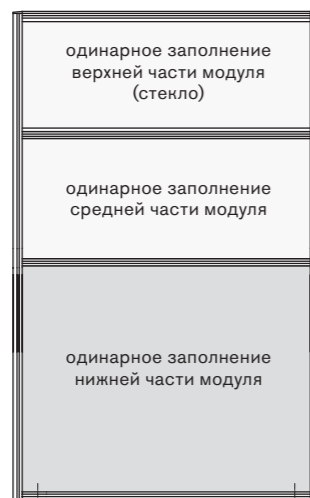 одинарное заполнение
верхней части модуля
(стекло)
одинарное заполнение
средней части модуля
одинарное заполнение
нижней части модуля